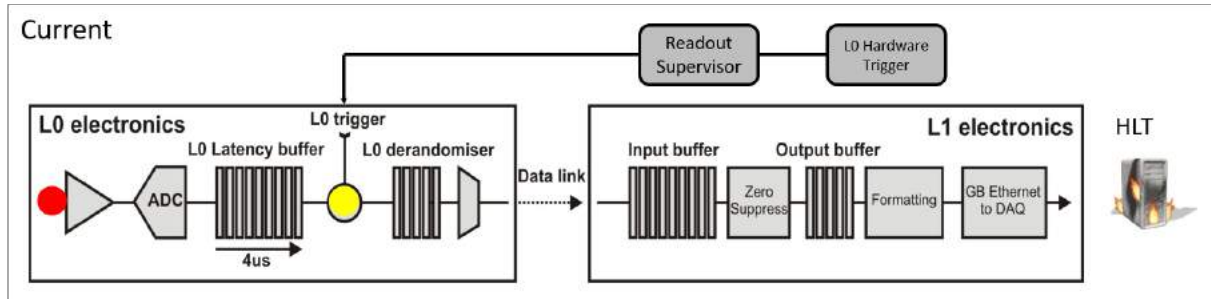 Current
Readout
Supervisor
L0 Hardware
Trigger
L0 electronics
L0 trigger
L0 Latency buffer
L0 derandomiser
ADC
4us
Data link
L1 electronics
Input buffer
Output buffer
Zero
Suppress
Formatting
GB Ethernet
to DAQ
HLT